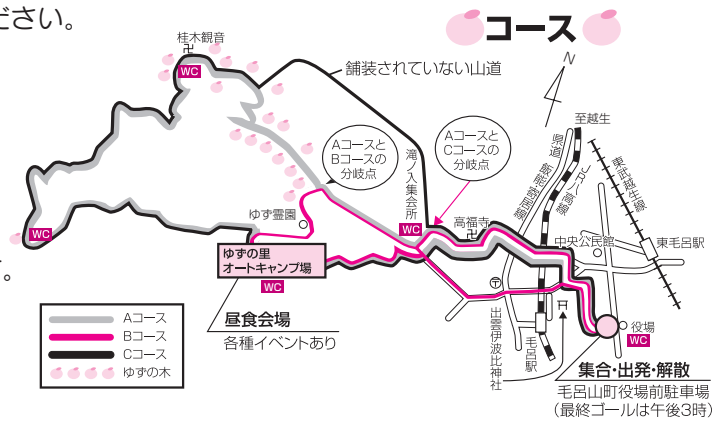 ださい。
コース
桂木観音
卍
WC
舗装されていない山道
N
至越生
県道 飯能寄居線
JR八高線
東武越生線
AコースとBコースの分岐点
滝ノ入集会所
AコースとCコースの分岐点
WC
高福寺
卍
中央公民館
東毛呂駅
ゆず霊園
WC
ゆずの里
オートキャンプ場
WC
す。
昼食会場
各種イベントあり
Aコース
Bコース
Cコース
ゆずの木
〒
出雲伊波比神社
毛呂駅
役場
WC
集合・出発・解散
毛呂山町役場前駐車場
(最終ゴールは午後3時)